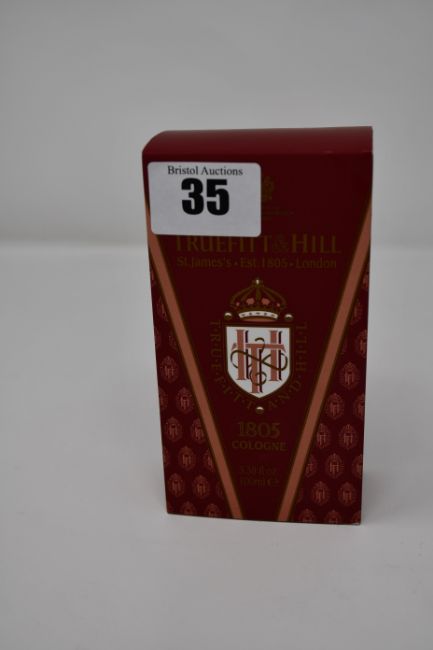 Bristol Auctions
35
TRUEFITT & HILL
St. James's • Est. 1805 • London
TRUEFITT AND HILL
1805
COLOGNE
3.38 fl oz.
100ml ℮